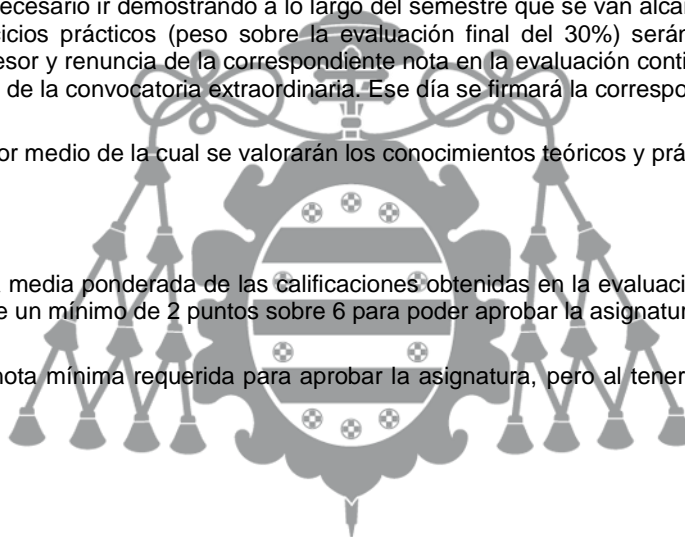 ecesario ir demostrando a lo largo del semestre que se van alcar
cicios prácticos (peso sobre la evaluación final del 30%) serán
esor y renuncia de la correspondiente nota en la evaluación conti
de la convocatoria extraordinaria. Ese día se firmará la correspo
or medio de la cual se valorarán los conocimientos teóricos y prá
media ponderada de las calificaciones obtenidas en la evaluaci
e un mínimo de 2 puntos sobre 6 para poder aprobar la asignatur
nota mínima requerida para aprobar la asignatura, pero al tener